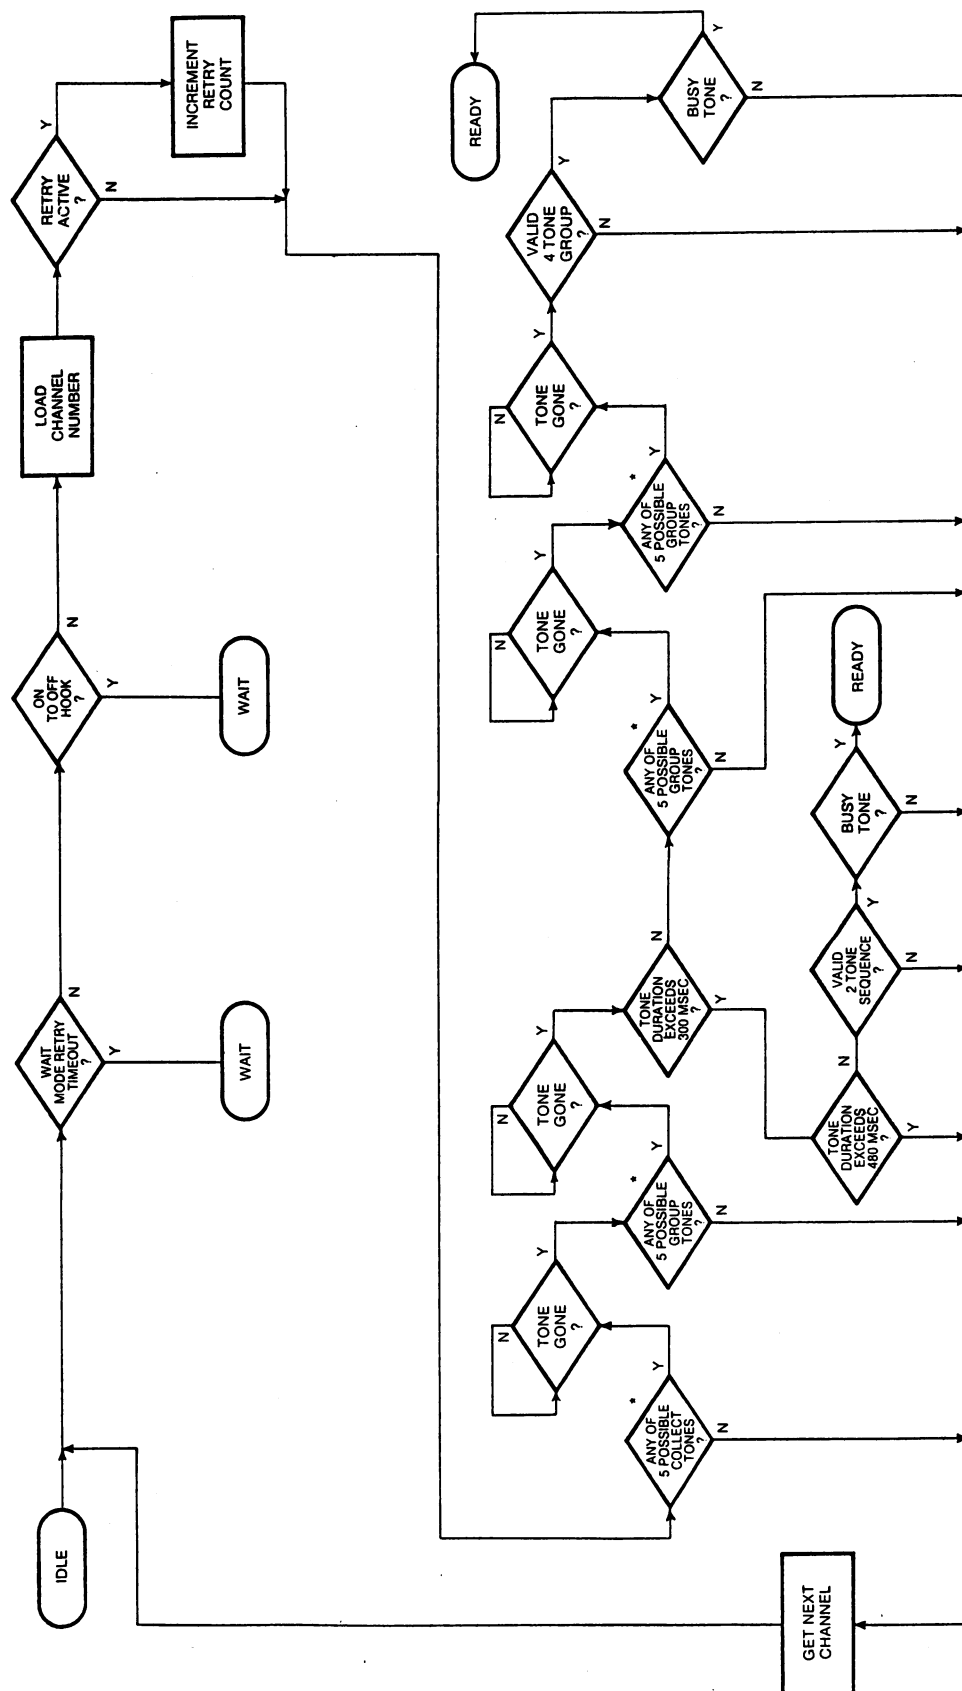 IDLE
WAIT
MODE RETRY
TIMEOUT
?
N
Y
WAIT
ON
TO OFF
HOOK
?
N
Y
WAIT
LOAD
CHANNEL
NUMBER
RETRY
ACTIVE
?
Y
N
INCREMENT
RETRY
COUNT
ANY OF
5 POSSIBLE
COLLECT
TONES
?
*
Y
N
TONE
GONE
?
N
Y
ANY OF
5 POSSIBLE
GROUP
TONES
?
*
Y
N
TONE
GONE
?
N
Y
TONE
DURATION
EXCEEDS
300 MSEC
?
N
Y
ANY OF
5 POSSIBLE
GROUP
TONES
?
*
Y
N
TONE
GONE
?
N
Y
ANY OF
5 POSSIBLE
GROUP
TONES
?
*
Y
N
TONE
GONE
?
N
Y
VALID
4 TONE
GROUP
?
Y
N
BUSY
TONE
?
Y
N
READY
TONE
DURATION
EXCEEDS
480 MSEC
?
N
Y
VALID
2 TONE
SEQUENCE
?
Y
N
BUSY
TONE
?
Y
N
READY
GET NEXT
CHANNEL